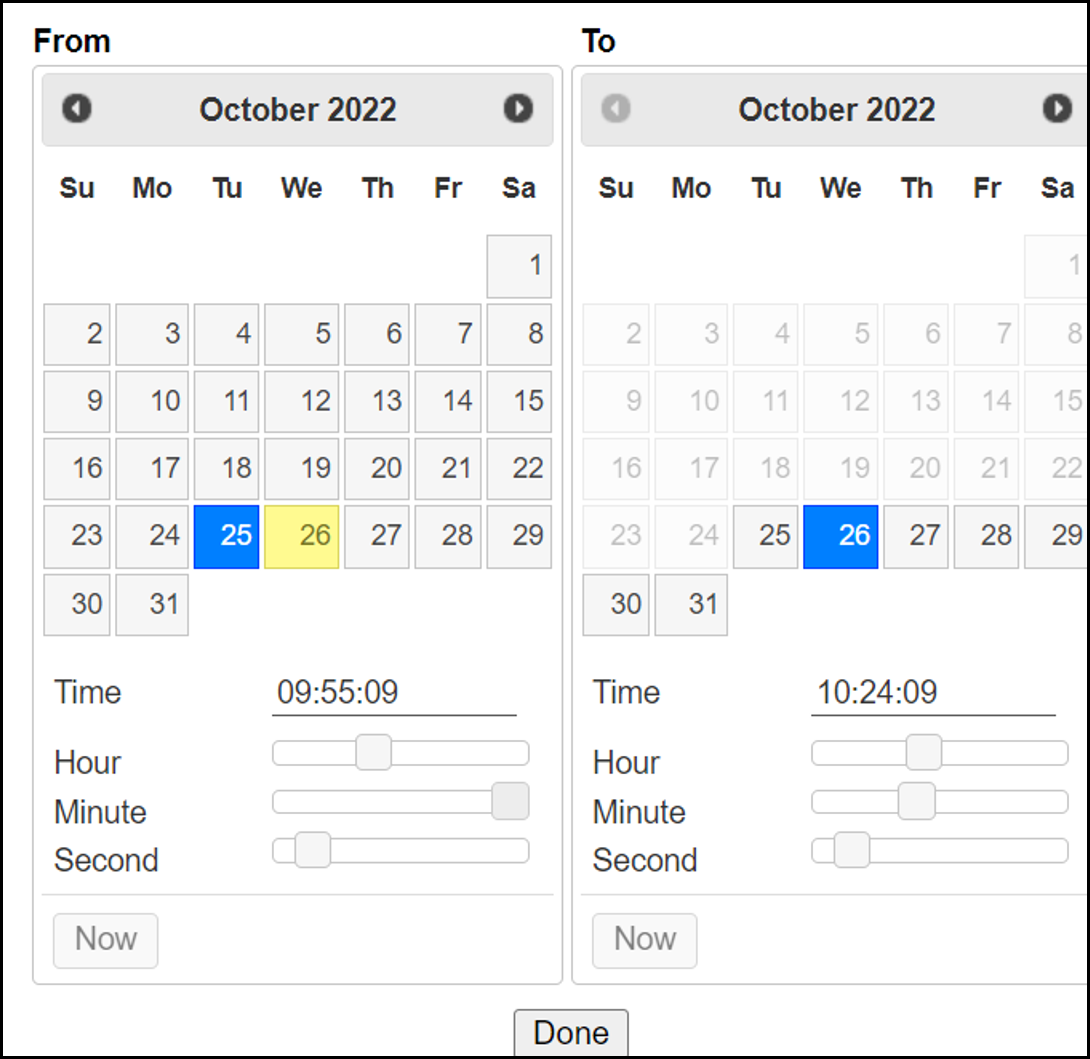 From
October 2022
Su Mo Tu We Th Fr Sa
1
2 3 4 5 6 7 8
9 10 11 12 13 14 15
16 17 18 19 20 21 22
23 24 25 26 27 28 29
30 31
Time 09:55:09
Hour
Minute
Second
Now
To
October 2022
Su Mo Tu We Th Fr Sa
1
2 3 4 5 6 7 8
9 10 11 12 13 14 15
16 17 18 19 20 21 22
23 24 25 26 27 28 29
30 31
Time 10:24:09
Hour
Minute
Second
Now
Done